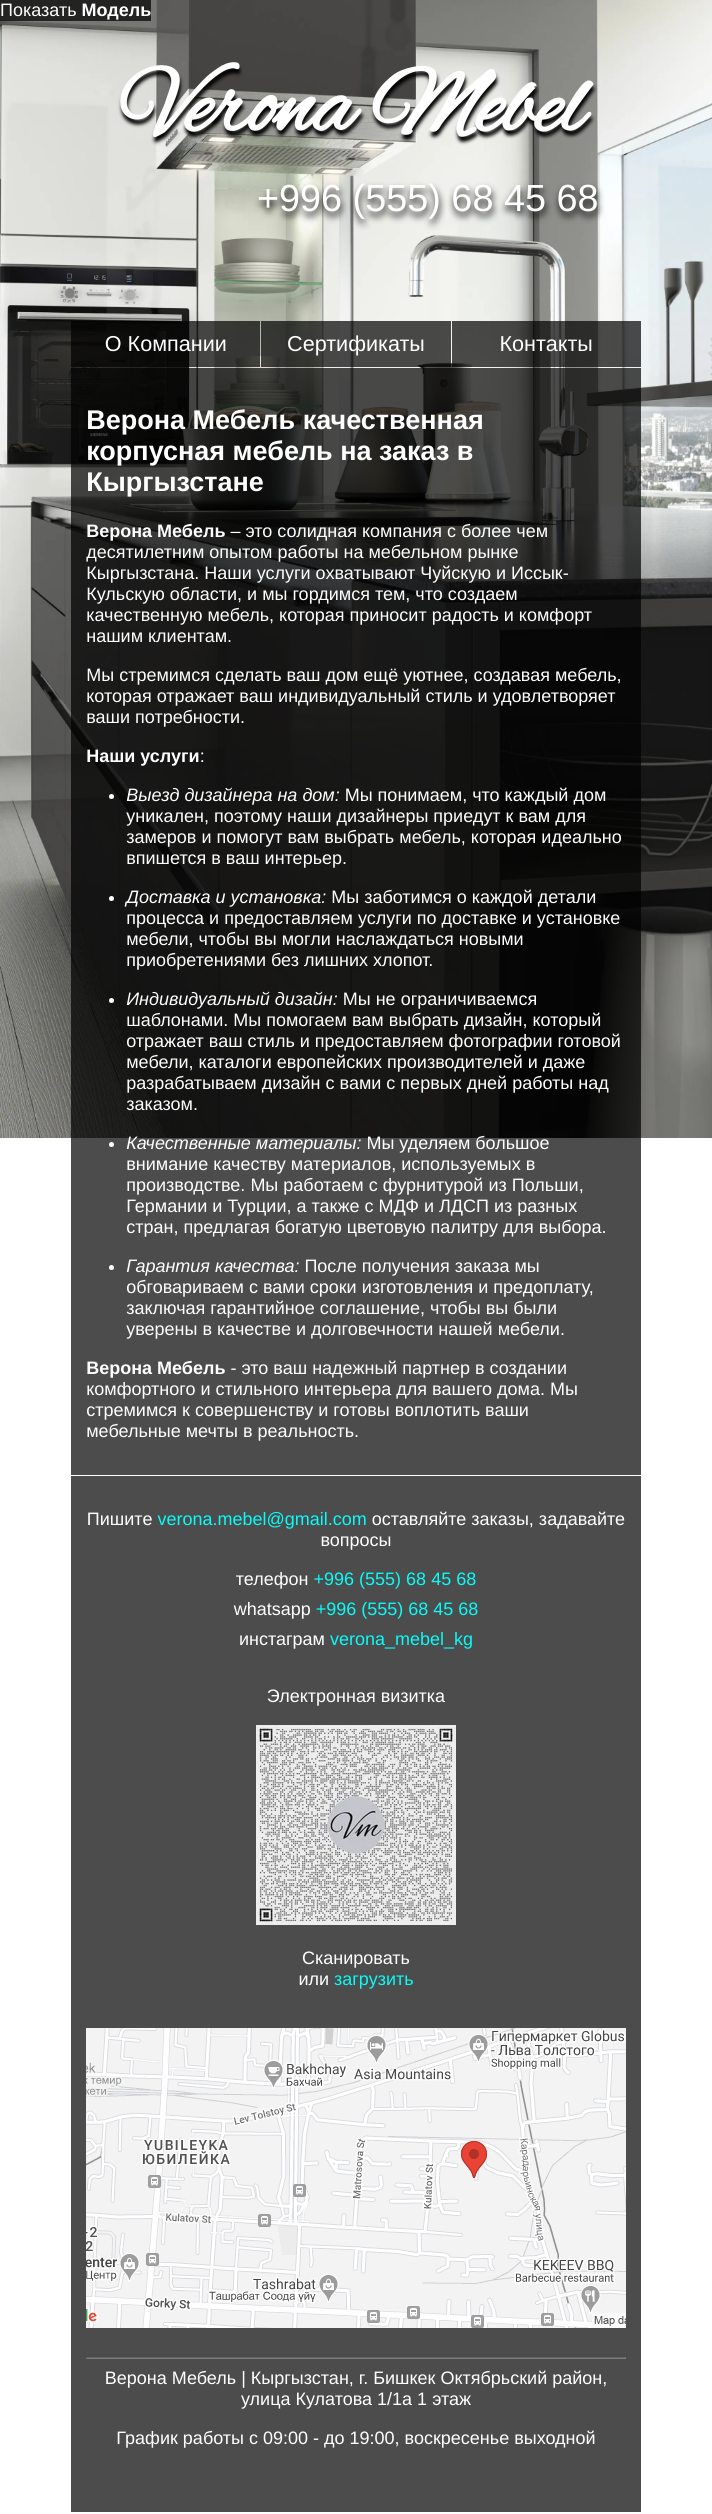 Показать Модель
Verona Mebel
+996 (555) 68 45 68
О Компании
Сертификаты
Контакты
Верона Мебель качественная
корпусная мебель на заказ в
Кыргызстане
Верона Мебель – это солидная компания с более чем
десятилетним опытом работы на мебельном рынке
Кыргызстана. Наши услуги охватывают Чуйскую и Иссык-
Кульскую области, и мы гордимся тем, что создаем
качественную мебель, которая приносит радость и комфорт
нашим клиентам.
Мы стремимся сделать ваш дом ещё уютнее, создавая мебель,
которая отражает ваш индивидуальный стиль и удовлетворяет
ваши потребности.
Наши услуги:
• Выезд дизайнера на дом: Мы понимаем, что каждый дом
уникален, поэтому наши дизайнеры приедут к вам для
замеров и помогут вам выбрать мебель, которая идеально
впишется в ваш интерьер.
• Доставка и установка: Мы заботимся о каждой детали
процесса и предоставляем услуги по доставке и установке
мебели, чтобы вы могли наслаждаться новыми
приобретениями без лишних хлопот.
• Индивидуальный дизайн: Мы не ограничиваемся
шаблонами. Мы помогаем вам выбрать дизайн, который
отражает ваш стиль и предоставляем фотографии готовой
мебели, каталоги европейских производителей и даже
разрабатываем дизайн с вами с первых дней работы над
заказом.
• Качественные материалы: Мы уделяем большое
внимание качеству материалов, используемых в
производстве. Мы работаем с фурнитурой из Польши,
Германии и Турции, а также с МДФ и ЛДСП из разных
стран, предлагая богатую цветовую палитру для выбора.
• Гарантия качества: После получения заказа мы
обговариваем с вами сроки изготовления и предоплату,
заключая гарантийное соглашение, чтобы вы были
уверены в качестве и долговечности нашей мебели.
Верона Мебель - это ваш надежный партнер в создании
комфортного и стильного интерьера для вашего дома. Мы
стремимся к совершенству и готовы воплотить ваши
мебельные мечты в реальность.
Пишите verona.mebel@gmail.com оставляйте заказы, задавайте
вопросы
телефон +996 (555) 68 45 68
whatsapp +996 (555) 68 45 68
инстаграм verona_mebel_kg
Электронная визитка
Vm
Сканировать
или загрузить
Гипермаркет Globus
- Льва Толстого
Shopping mall
Bakhchay
Бахчай
Asia Mountains
ek
к темир
кети
Lev Tolstoy St
YUBILEYKA
ЮБИЛЕЙКА
Matrosova St
Kulatov St
Карадарьинская улица
Kulatov St
-2
2
enter
Центр
KEKEEV BBQ
Barbecue restaurant
Tashrabat
Ташрабат Соода үйү
Gorky St
le
Map da
Верона Мебель | Кыргызстан, г. Бишкек Октябрьский район,
улица Кулатова 1/1а 1 этаж
График работы с 09:00 - до 19:00, воскресенье выходной